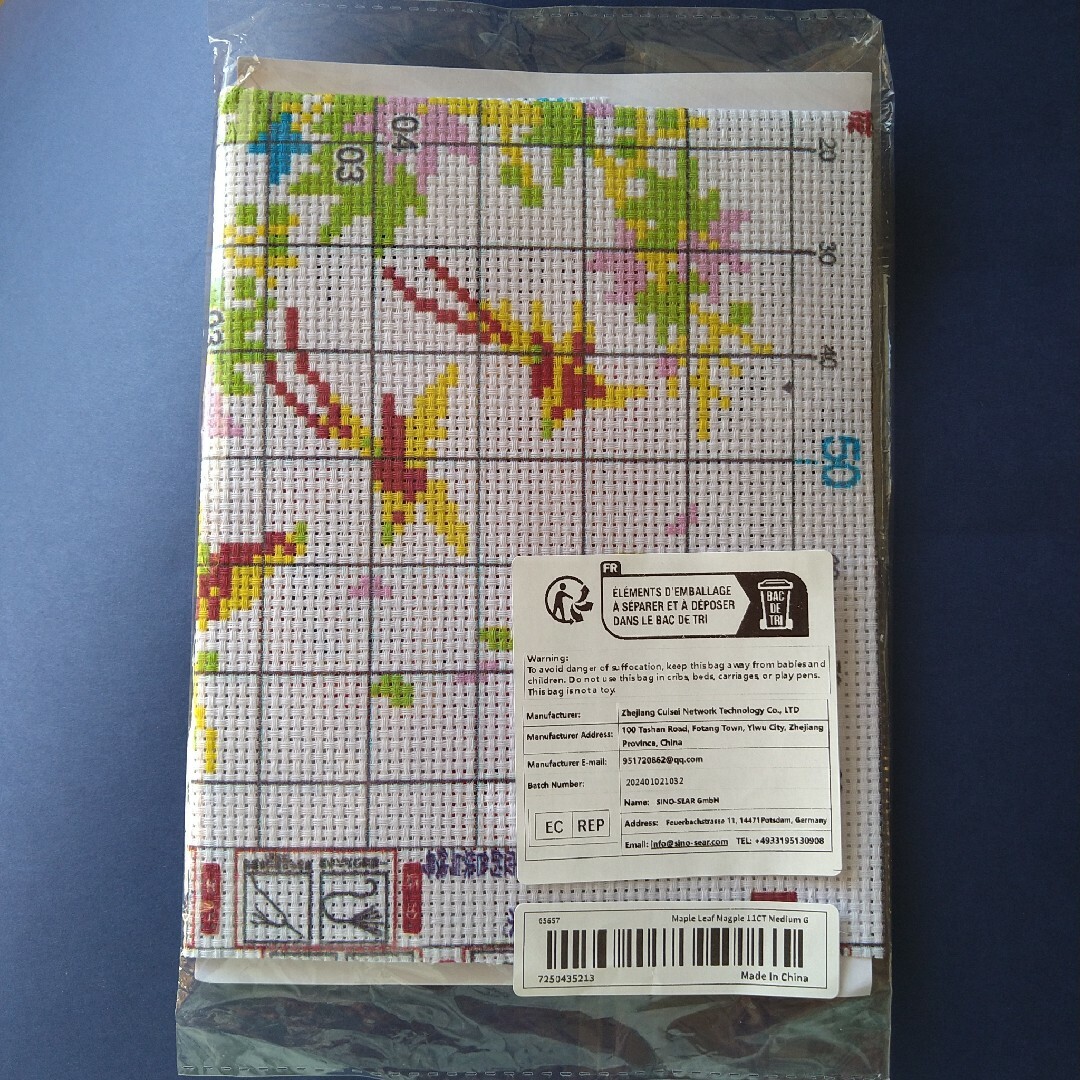 04
03
20
30
40
50
FR
ÉLÉMENTS D'EMBALLAGE
À SÉPARER ET À DÉPOSER
DANS LE BAC DE TRI
BAC
DE
TRI
Warning:
To avoid danger of suffocation, keep this bag away from babies and
children. Do not use this bag in cribs, beds, carriages, or play pens.
This bag is not a toy.
Manufacturer: Zhejiang Cuisei Network Technology Co., LTD
Manufacturer Address: 100 Tashan Road, Fotang Town, Yiwu City, Zhejiang
Province, China
Manufacturer E-mail: 951720862@qq.com
Batch Number: 202401021032
Name: SINO-SEAR GmbH
EC REP
Address: Feuerbachstrasse 11, 14471Potsdam, Germany
Email: Info@sino-sear.com TEL: +4933195130908
05657 Maple Leaf Magpie 11CT Medium G
7250435213 Made In China